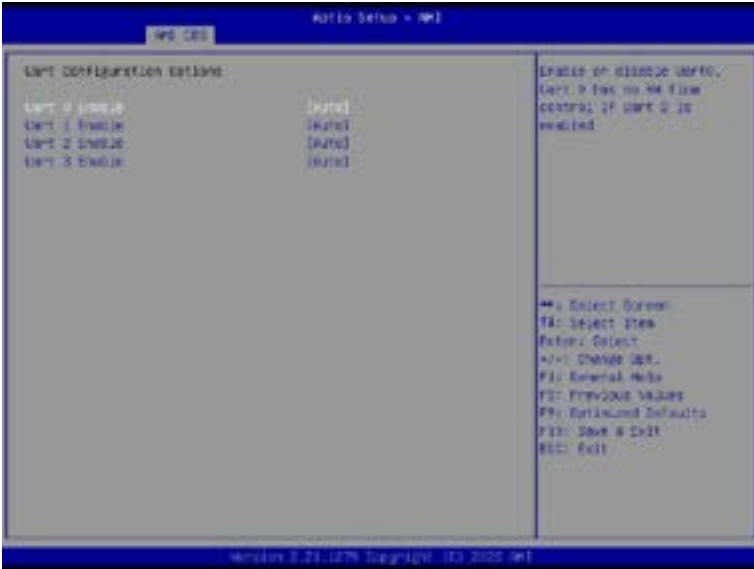 Aptio Setup - AMI
AMD CBS
Uart Configuration Options
Uart 0 Enable [Auto]
Uart 1 Enable [Auto]
Uart 2 Enable [Auto]
Uart 3 Enable [Auto]
Enable or disable Uart0.
Uart 0 has no HW flow
control if Uart 2 is
enabled
: Select Screen
: Select Item
Enter: Select
+/-: Change Opt.
F1: General Help
F2: Previous Values
F9: Optimized Defaults
F10: Save & Exit
ESC: Exit
Version Copyright (C) AMI